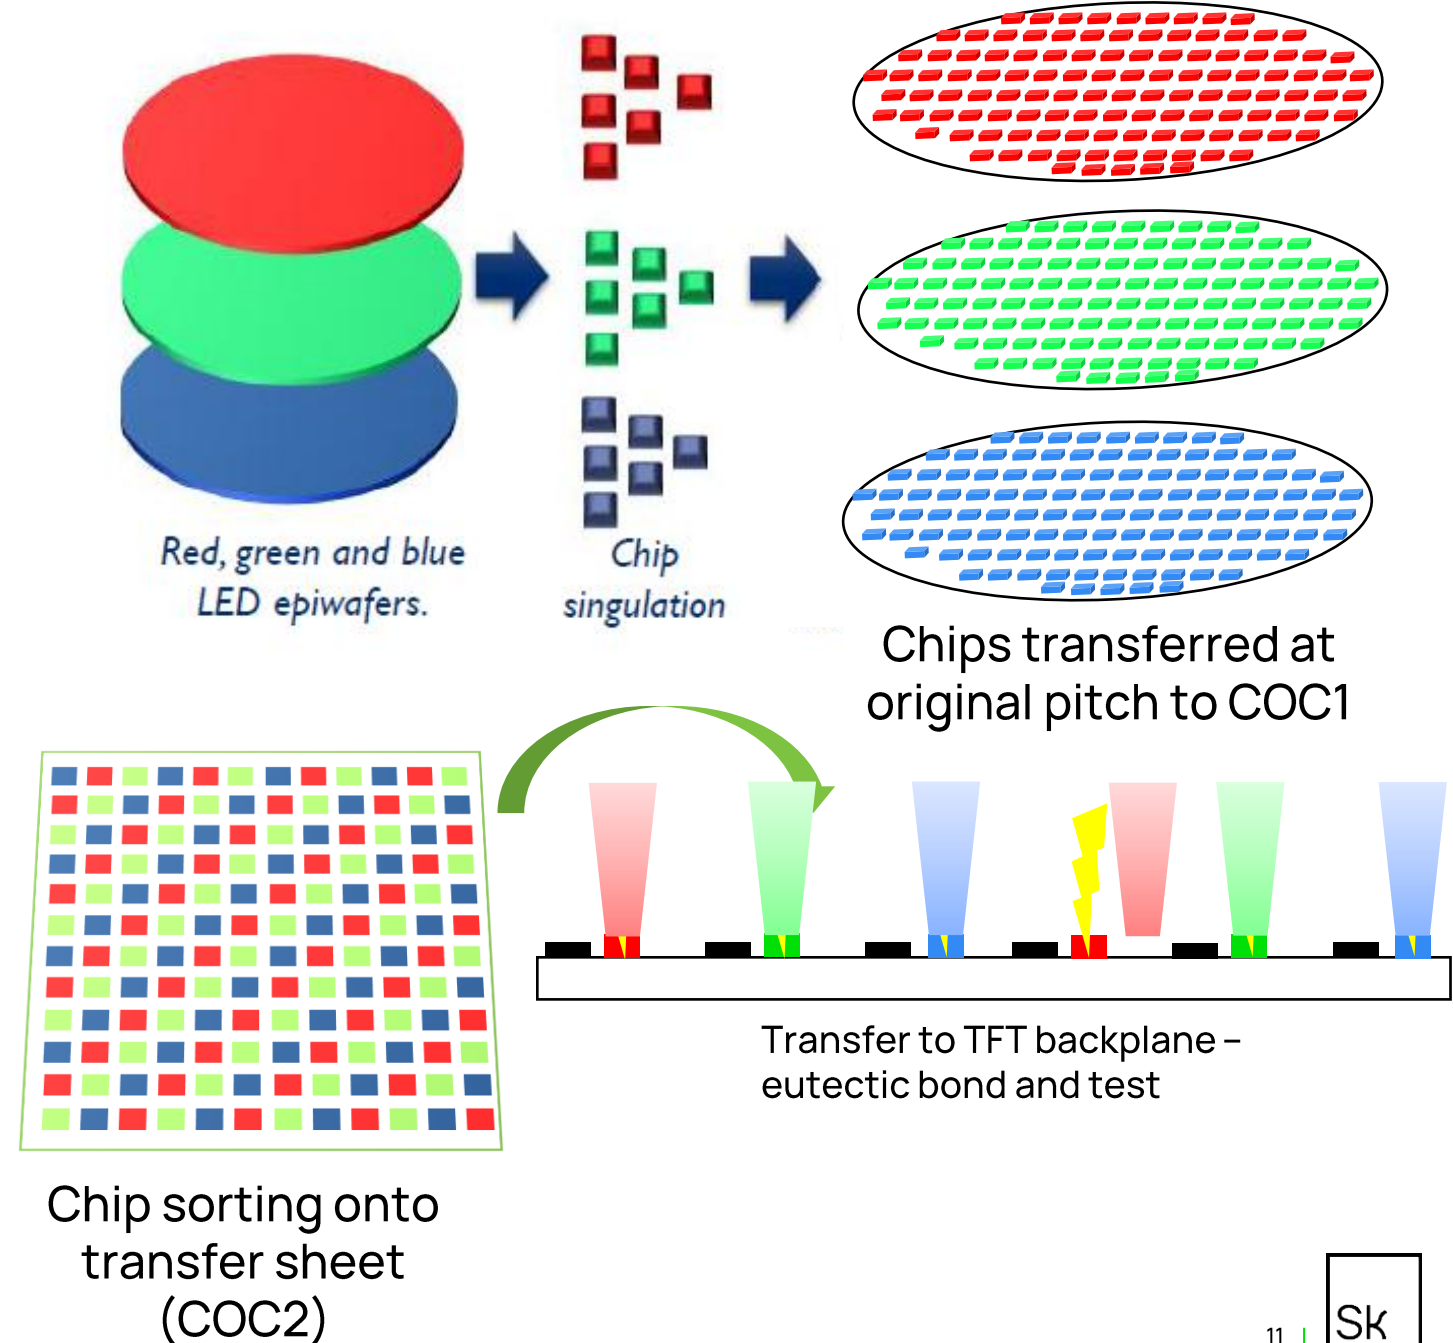 Red, green and blue
LED epiwafers.
Chip
singulation
Chips transferred at
original pitch to COC1
Transfer to TFT backplane –
eutectic bond and test
Chip sorting onto
transfer sheet
(COC2)
11
Sk